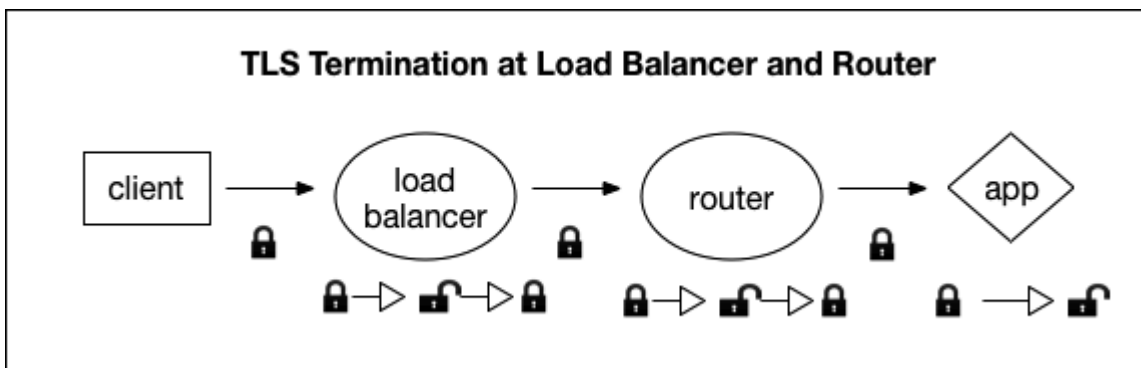 TLS Termination at Load Balancer and Router
client
load
balancer
router
app